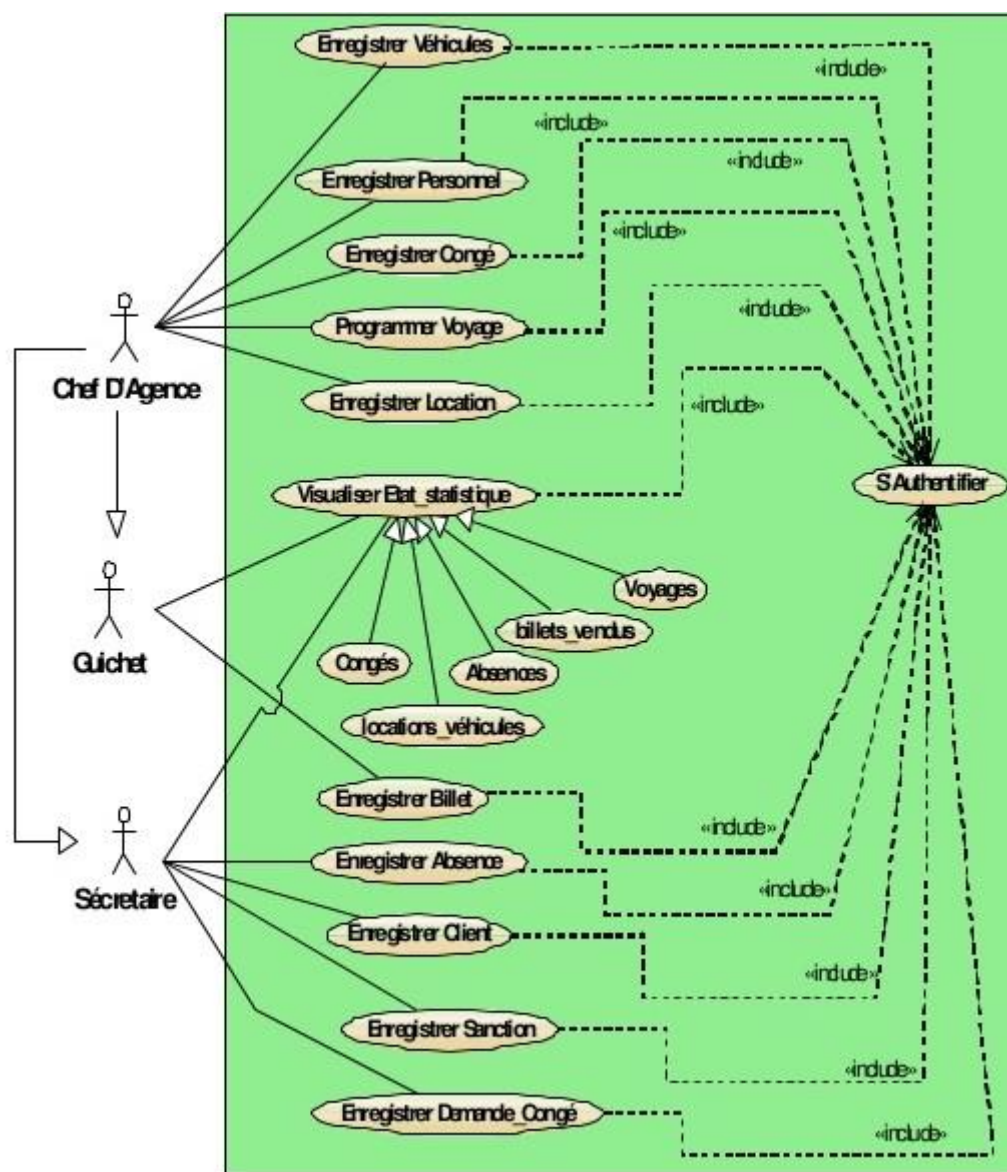 Enregistrer Véhicules
«include»
«include»
«include»
Enregistrer Personnel
«include»
Enregistrer Congé
«include»
Programmer Voyage
Chef D'Agence
Enregistrer Location
«include»
Visualiser Etat_statistique
S'Authentifier
Voyages
billets_vendus
Guichet
Congés
Absences
locations_véhicules
Enregistrer Billet
«include»
Enregistrer Absence
«include»
Sécretaire
Enregistrer Client
«include»
Enregistrer Sanction
«include»
Enregistrer Demande_Congé
«include»